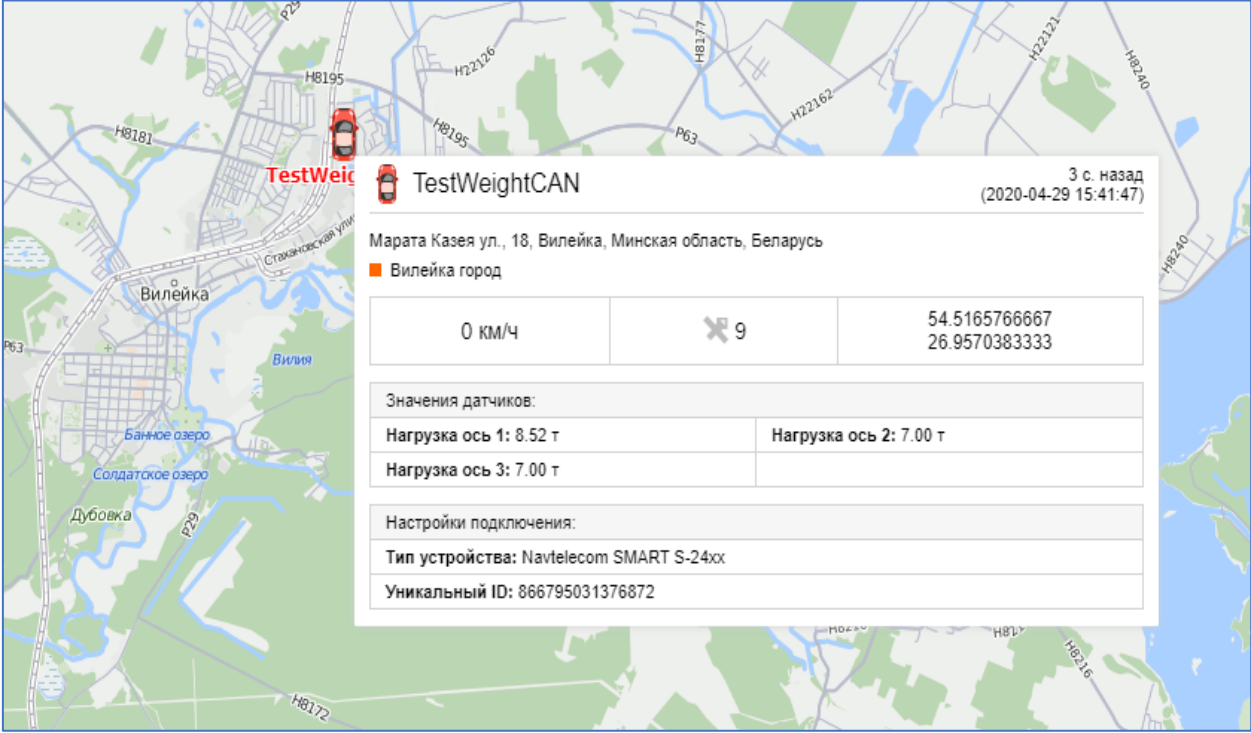 P29
H8195
H22126
H8177
H22121
H8240
H22162
H8181
H8195
P63
TestWeig
TestWeightCAN
3 с. назад
(2020-04-29 15:41:47)
Марата Казея ул., 18, Вилейка, Минская область, Беларусь
Вилейка город
0 км/ч
9
54.5165766667
26.9570383333
Значения датчиков:
Нагрузка ось 1: 8.52 т
Нагрузка ось 2: 7.00 т
Нагрузка ось 3: 7.00 т
Настройки подключения:
Тип устройства: Navtelecom SMART S-24xx
Уникальный ID: 866795031376872
Стахановская ули
H8240
Вилейка
P63
Вилия
Банное озеро
Солдатское озеро
Дубовка
P29
H8216
H8172